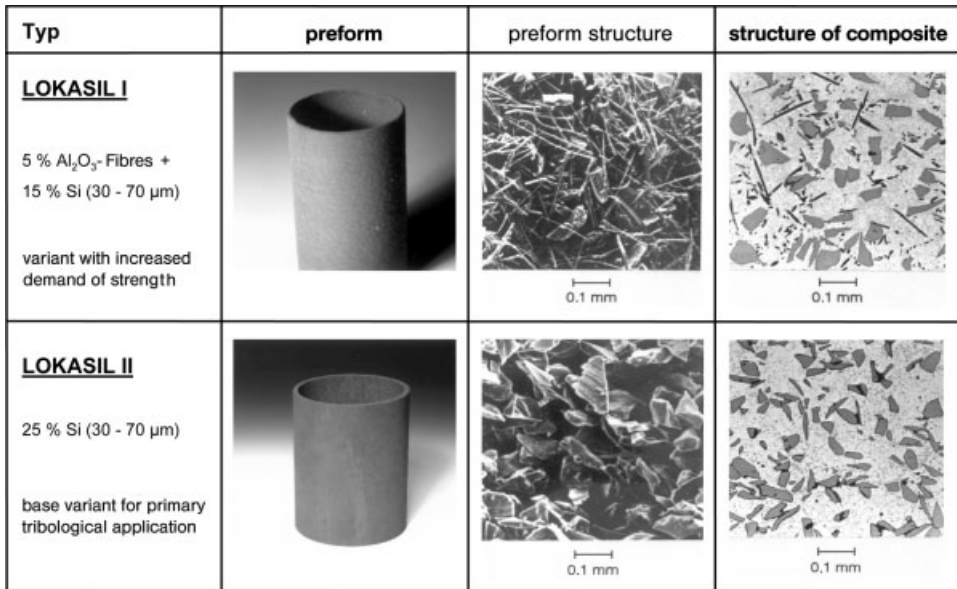 Typ
preform
preform structure
structure of composite
LOKASIL I
5 % Al₂O₃- Fibres +
15 % Si (30 - 70 µm)
variant with increased
demand of strength
0.1 mm
0.1 mm
LOKASIL II
25 % Si (30 - 70 µm)
base variant for primary
tribological application
0.1 mm
0.1 mm